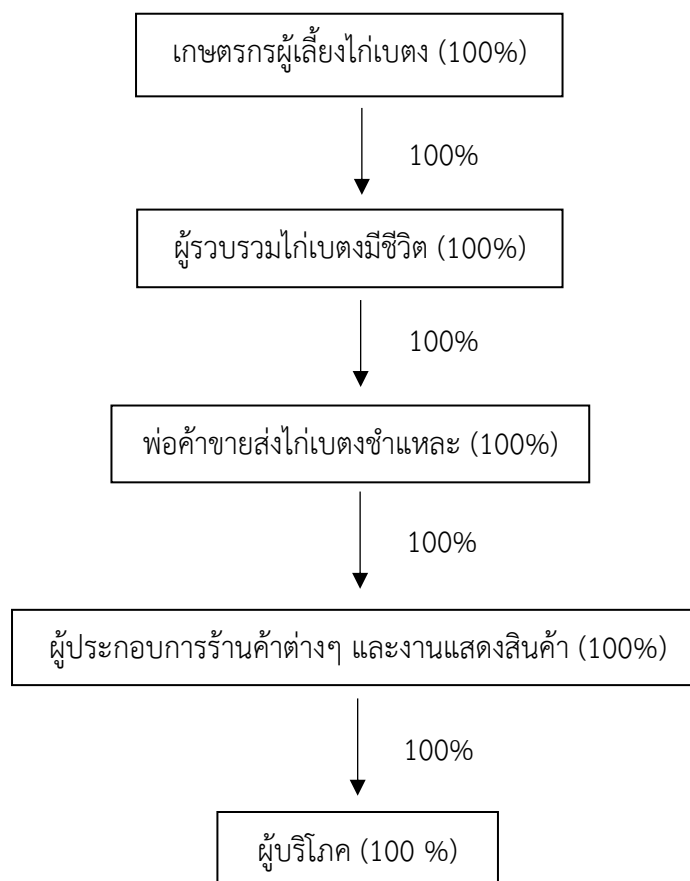 เกษตรกรผู้เลี้ยงไก่เบตง (100%)
100%
ผู้รวบรวมไก่เบตงมีชีวิต (100%)
100%
พ่อค้าขายส่งไก่เบตงชำแหละ (100%)
100%
ผู้ประกอบการร้านค้าต่างๆ และงานแสดงสินค้า (100%)
100%
ผู้บริโภค (100 %)